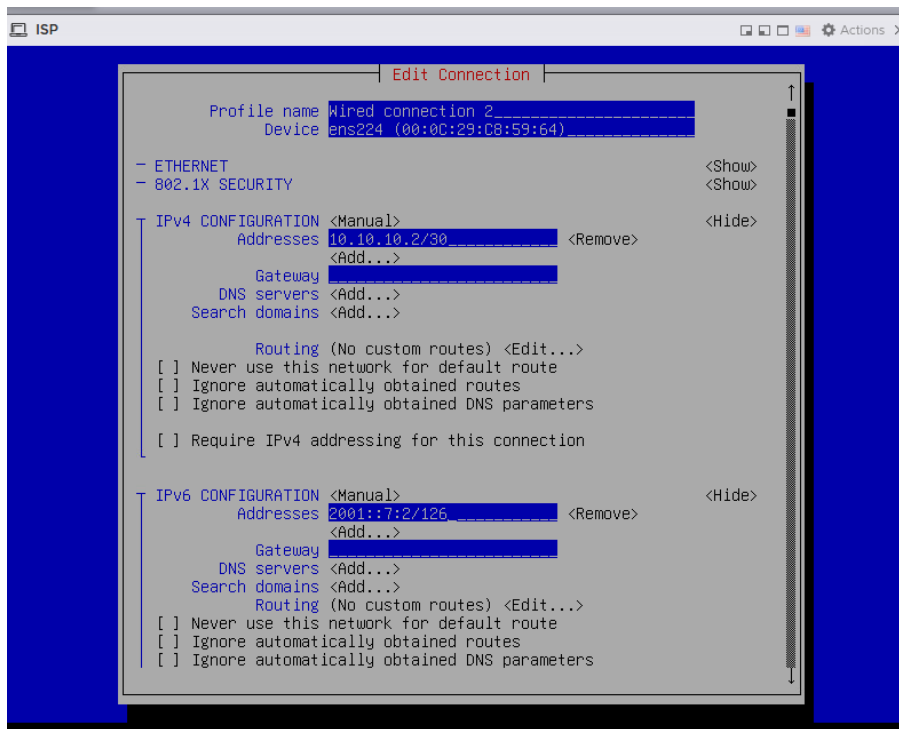 ISP
Actions
Edit Connection
Profile name Wired connection 2
Device ens224 (00:0C:29:C8:59:64)
ETHERNET <Show>
802.1X SECURITY <Show>
IPv4 CONFIGURATION <Manual> <Hide>
Addresses 10.10.10.2/30 <Remove>
<Add...>
Gateway
DNS servers <Add...>
Search domains <Add...>
Routing (No custom routes) <Edit...>
[ ] Never use this network for default route
[ ] Ignore automatically obtained routes
[ ] Ignore automatically obtained DNS parameters
[ ] Require IPv4 addressing for this connection
IPv6 CONFIGURATION <Manual> <Hide>
Addresses 2001::7:2/126 <Remove>
<Add...>
Gateway
DNS servers <Add...>
Search domains <Add...>
Routing (No custom routes) <Edit...>
[ ] Never use this network for default route
[ ] Ignore automatically obtained routes
[ ] Ignore automatically obtained DNS parameters